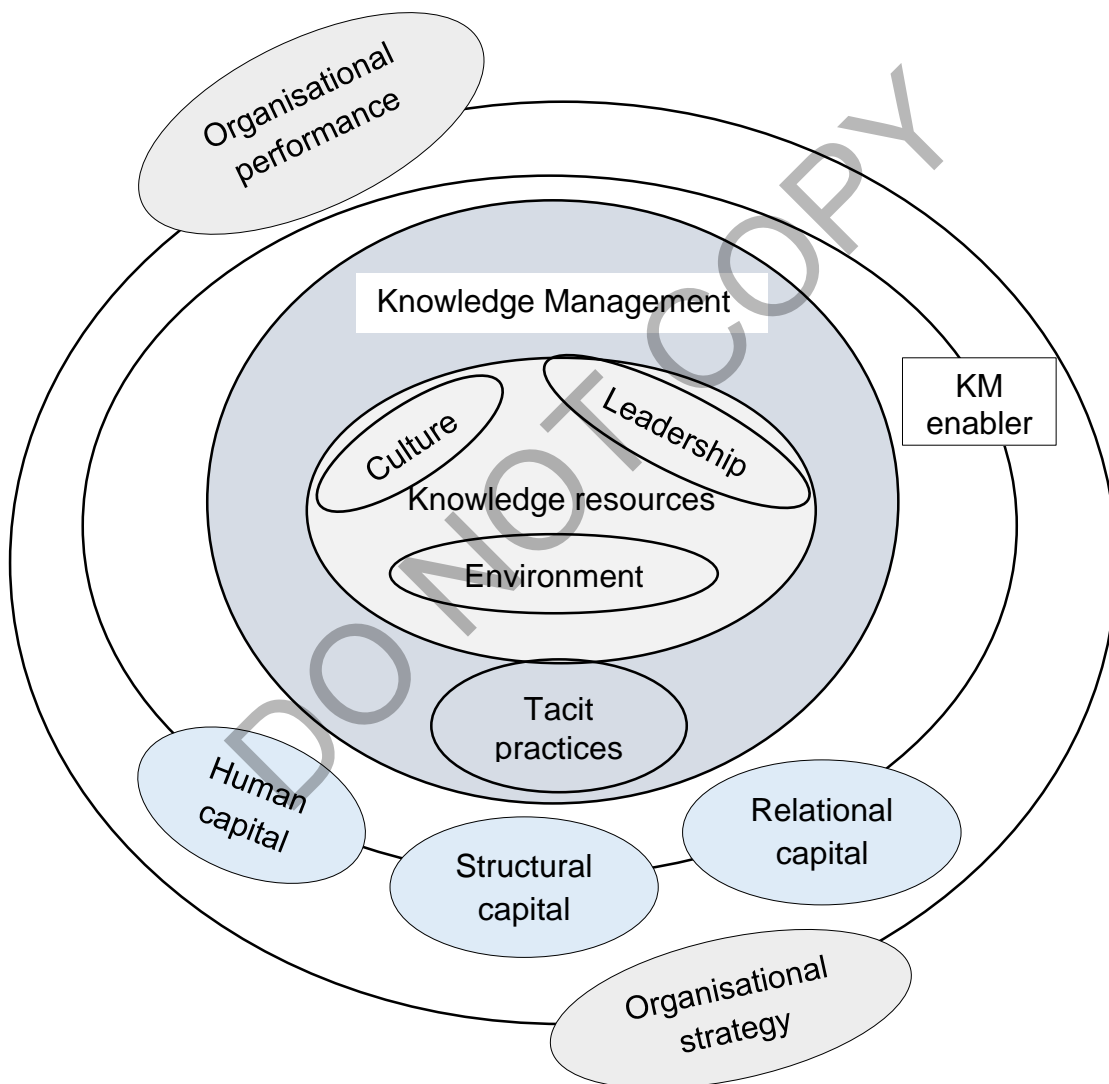 Organisational
performance
Knowledge Management
KM
enabler
Culture
Leadership
Knowledge resources
Environment
Tacit
practices
Human
capital
Structural
capital
Relational
capital
Organisational
strategy
DO NOT COPY